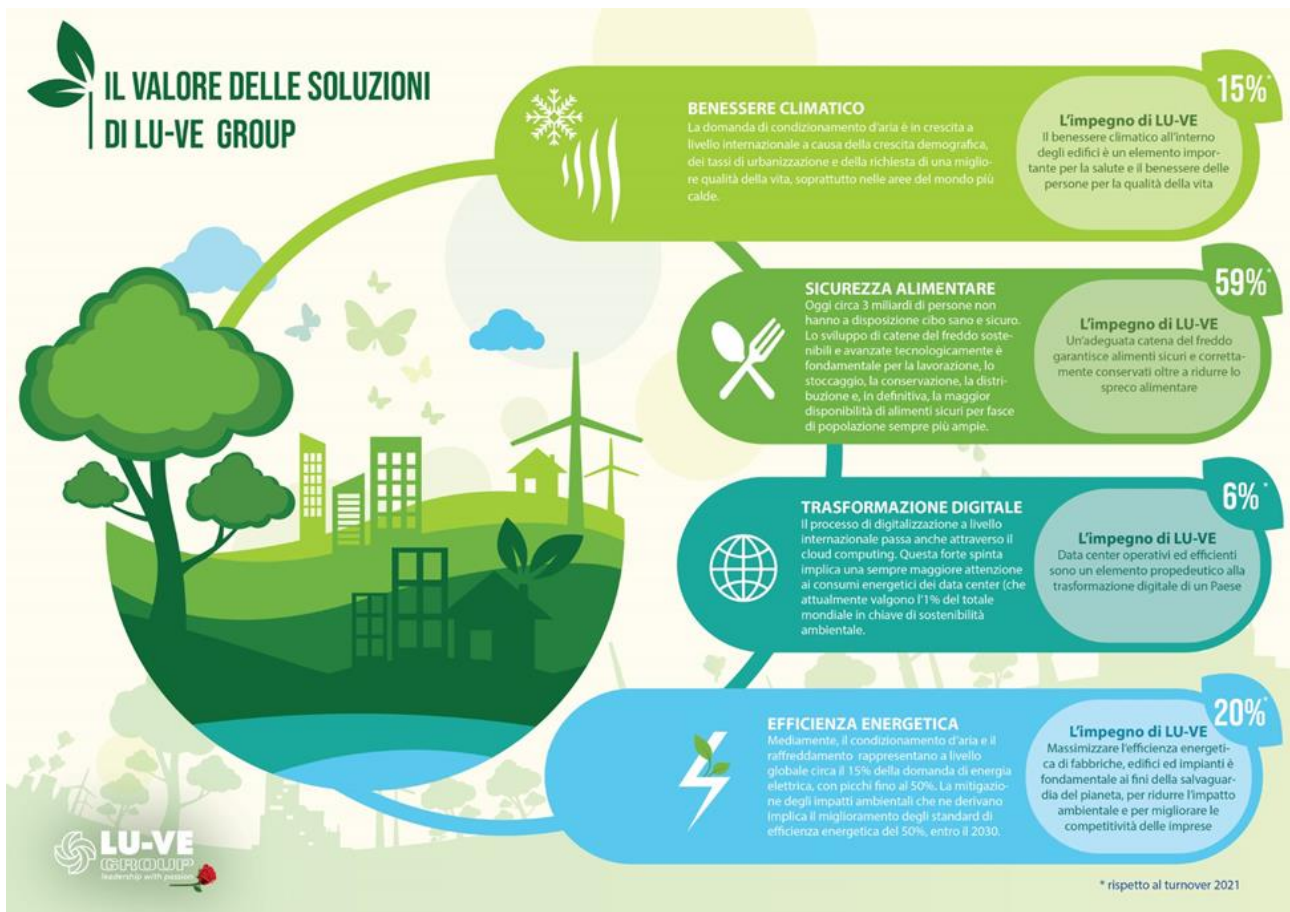 IL VALORE DELLE SOLUZIONI
DI LU-VE GROUP
BENESSERE CLIMATICO
La domanda di condizionamento d'aria è in crescita a
livello internazionale a causa della crescita demografica,
dei tassi di urbanizzazione e della richiesta di una miglio-
re qualità della vita, soprattutto nelle aree del mondo più
calde.
15%*
L'impegno di LU-VE
Il benessere climatico all'interno
degli edifici è un elemento impor-
tante per la salute e il benessere delle
persone per la qualità della vita
SICUREZZA ALIMENTARE
Oggi circa 3 miliardi di persone non
hanno a disposizione cibo sano e sicuro.
Lo sviluppo di catene del freddo soste-
nibili e avanzate tecnologicamente è
fondamentale per la lavorazione, lo
stoccaggio, la conservazione, la distri-
buzione e, in definitiva, la maggior
disponibilità di alimenti sicuri per fasce
di popolazione sempre più ampie.
59%*
L'impegno di LU-VE
Un'adeguata catena del freddo
garantisce alimenti sicuri e corretta-
mente conservati oltre a ridurre lo
spreco alimentare
TRASFORMAZIONE DIGITALE
Il processo di digitalizzazione a livello
internazionale passa anche attraverso il
cloud computing. Questa forte spinta
implica una sempre maggiore attenzione
ai consumi energetici dei data center (che
attualmente valgono l'1% del totale
mondiale in chiave di sostenibilità
ambientale.
6%*
L'impegno di LU-VE
Data center operativi ed efficienti
sono un elemento propedeutico alla
trasformazione digitale di un Paese
EFFICIENZA ENERGETICA
Mediamente, il condizionamento d'aria e il
raffreddamento rappresentano a livello
globale circa il 15% della domanda di energia
elettrica, con picchi fino al 50%. La mitigazio-
ne degli impatti ambientali che ne derivano
implica il miglioramento degli standard di
efficienza energetica del 50%, entro il 2030.
20%*
L'impegno di LU-VE
Massimizzare l'efficienza energeti-
ca di fabbriche, edifici ed impianti è
fondamentale ai fini della salvaguar-
dia del pianeta, per ridurre l'impatto
ambientale e per migliorare le
competitività delle imprese
LU-VE
GROUP
leadership with passion
* rispetto al turnover 2021